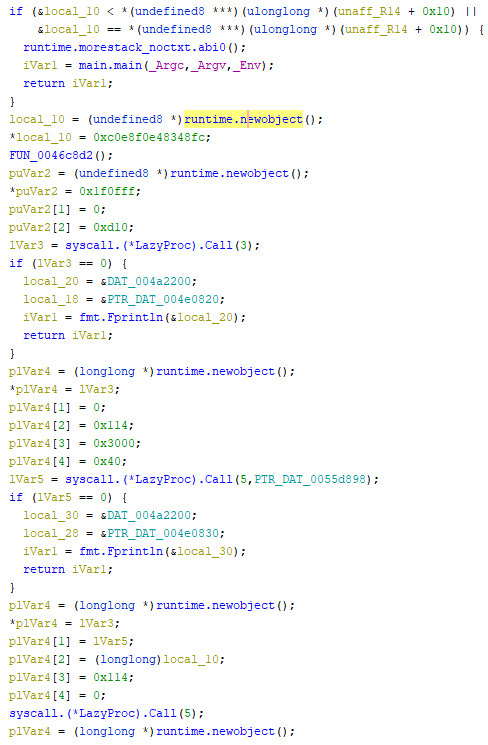 if (&local_10 < *(undefined8 ***)(ulonglong *)(unaff_R14 + 0x10) ||
&local_10 == *(undefined8 ***)(ulonglong *)(unaff_R14 + 0x10)) {
runtime.morestack_noctxt.abi0();
iVar1 = main.main(_Argc,_Argv,_Env);
return iVar1;
}
local_10 = (undefined8 *)runtime.newobject();
*local_10 = 0xc0e8f0e48348fc;
FUN_0046c8d2();
puVar2 = (undefined8 *)runtime.newobject();
*puVar2 = 0x1f0fff;
puVar2[1] = 0;
puVar2[2] = 0xd10;
lVar3 = syscall.(*LazyProc).Call(3);
if (lVar3 == 0) {
local_20 = &DAT_004a2200;
local_18 = &PTR_DAT_004e0820;
iVar1 = fmt.Fprintln(&local_20);
return iVar1;
}
plVar4 = (longlong *)runtime.newobject();
*plVar4 = lVar3;
plVar4[1] = 0;
plVar4[2] = 0x114;
plVar4[3] = 0x3000;
plVar4[4] = 0x40;
lVar5 = syscall.(*LazyProc).Call(5,PTR_DAT_0055d898);
if (lVar5 == 0) {
local_30 = &DAT_004a2200;
local_28 = &PTR_DAT_004e0830;
iVar1 = fmt.Fprintln(&local_30);
return iVar1;
}
plVar4 = (longlong *)runtime.newobject();
*plVar4 = lVar3;
plVar4[1] = lVar5;
plVar4[2] = (longlong)local_10;
plVar4[3] = 0x114;
plVar4[4] = 0;
syscall.(*LazyProc).Call(5);
plVar4 = (longlong *)runtime.newobject();